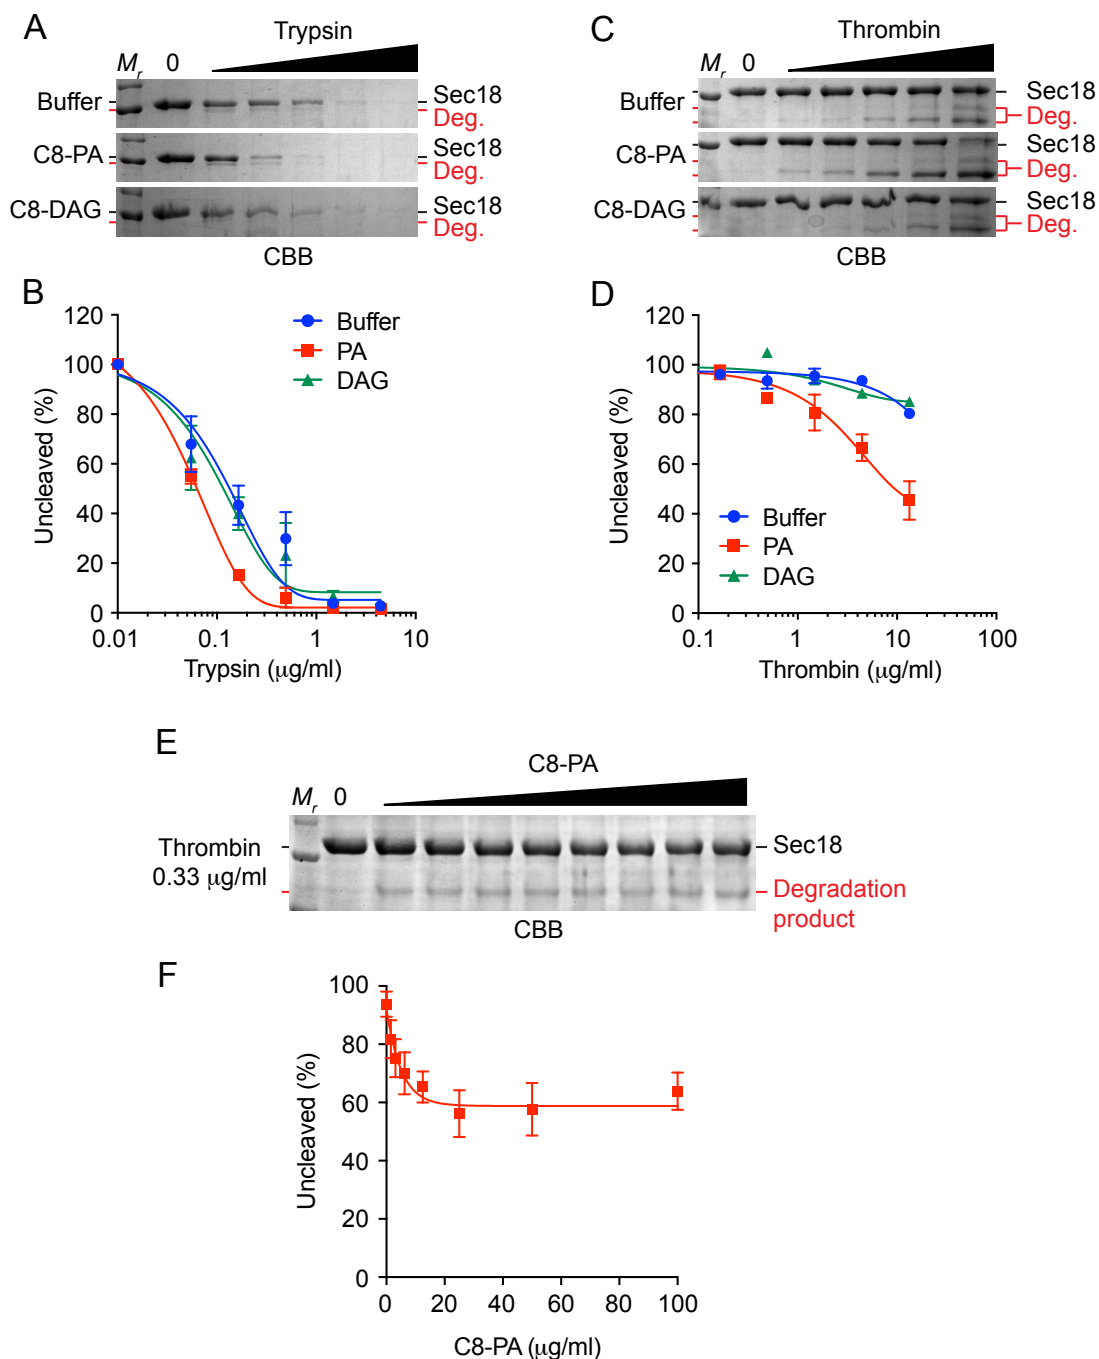 A
Trypsin
Mr 0
Buffer
Sec18
Deg.
C8-PA
Sec18
Deg.
C8-DAG
Sec18
Deg.
CBB
C
Thrombin
Mr 0
Buffer
Sec18
Deg.
C8-PA
Sec18
Deg.
C8-DAG
Sec18
Deg.
CBB
B
120
100
80
60
40
20
0
Uncleaved (%)
Buffer
PA
DAG
0.01 0.1 1 10
Trypsin (μg/ml)
D
120
100
80
60
40
20
0
Uncleaved (%)
Buffer
PA
DAG
0.1 1 10 100
Thrombin (μg/ml)
E
C8-PA
Mr 0
Thrombin
0.33 μg/ml
Sec18
Degradation
product
CBB
F
100
80
60
40
20
0
Uncleaved (%)
0 20 40 60 80 100
C8-PA (μg/ml)